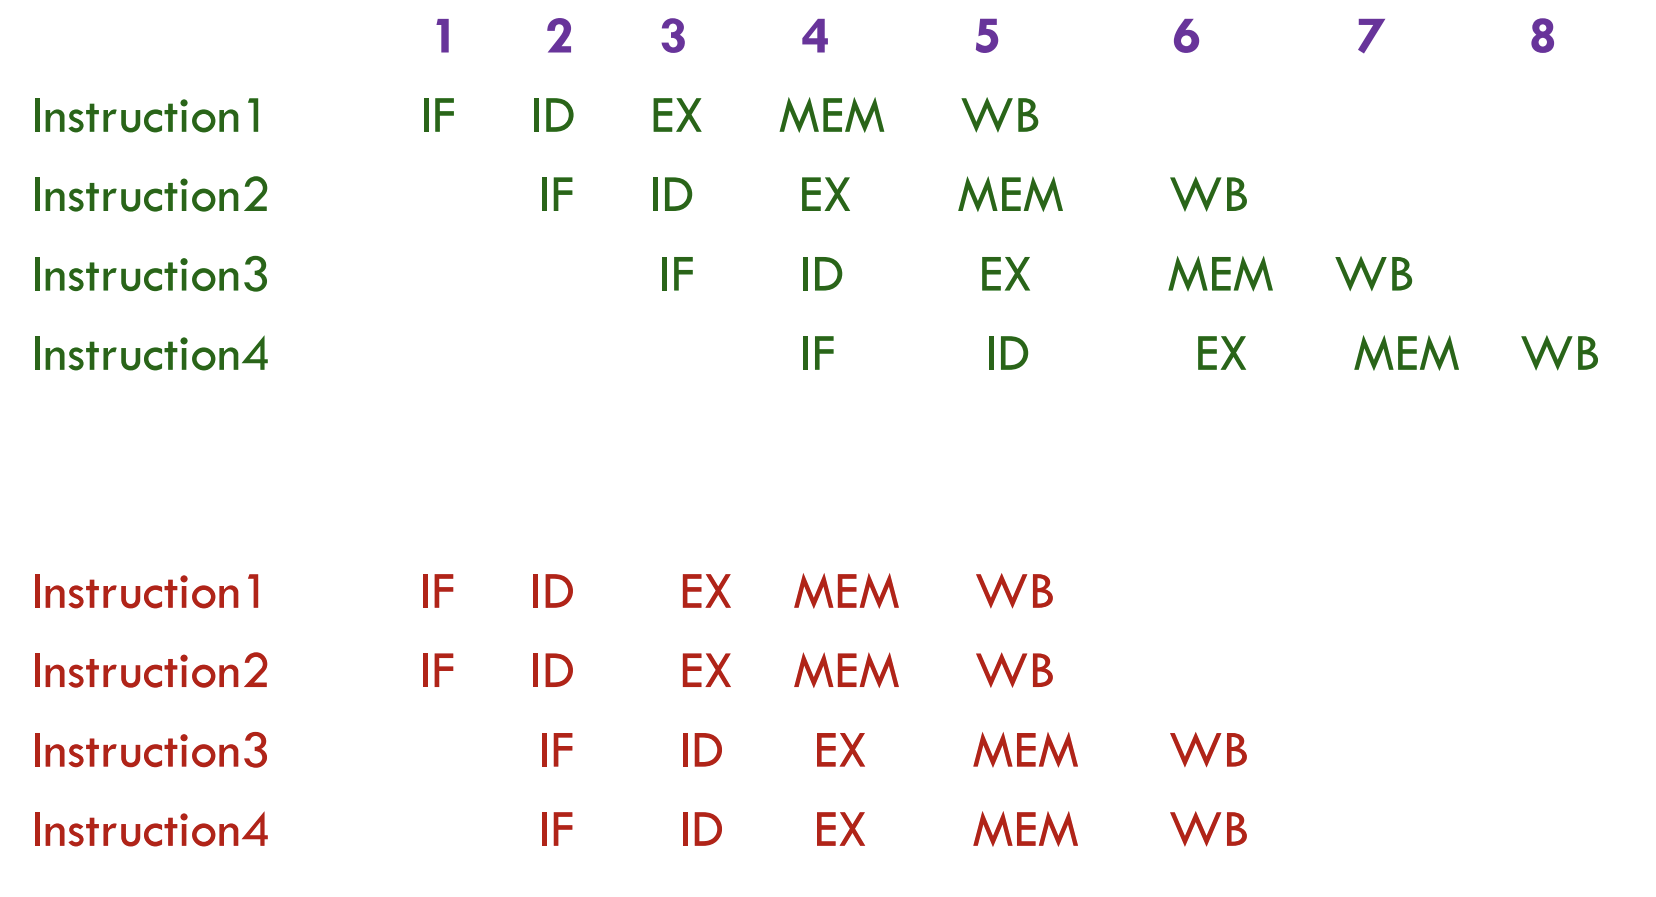 1 2 3 4 5 6 7 8
Instruction1 IF ID EX MEM WB
Instruction2 IF ID EX MEM WB
Instruction3 IF ID EX MEM WB
Instruction4 IF ID EX MEM WB
Instruction1 IF ID EX MEM WB
Instruction2 IF ID EX MEM WB
Instruction3 IF ID EX MEM WB
Instruction4 IF ID EX MEM WB